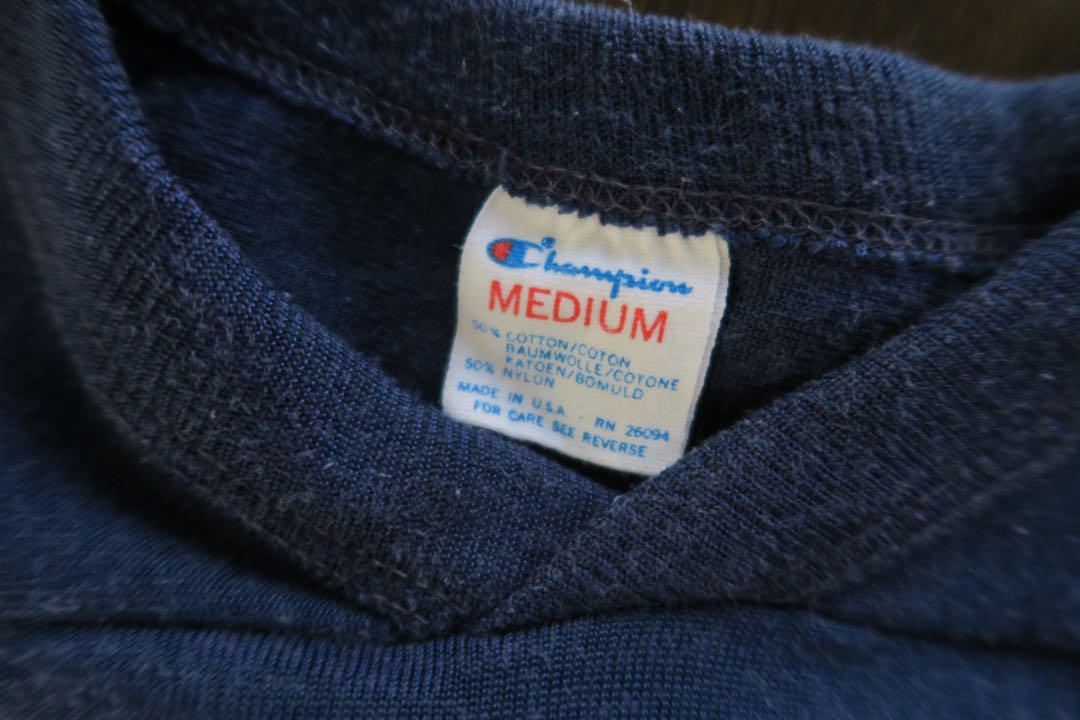 Champion®
MEDIUM
50% COTTON/COTON
BAUMWOLLE/COTONE
KATOEN/BOMULD
50% NYLON
MADE IN U.S.A. - RN 26094
FOR CARE SEE REVERSE